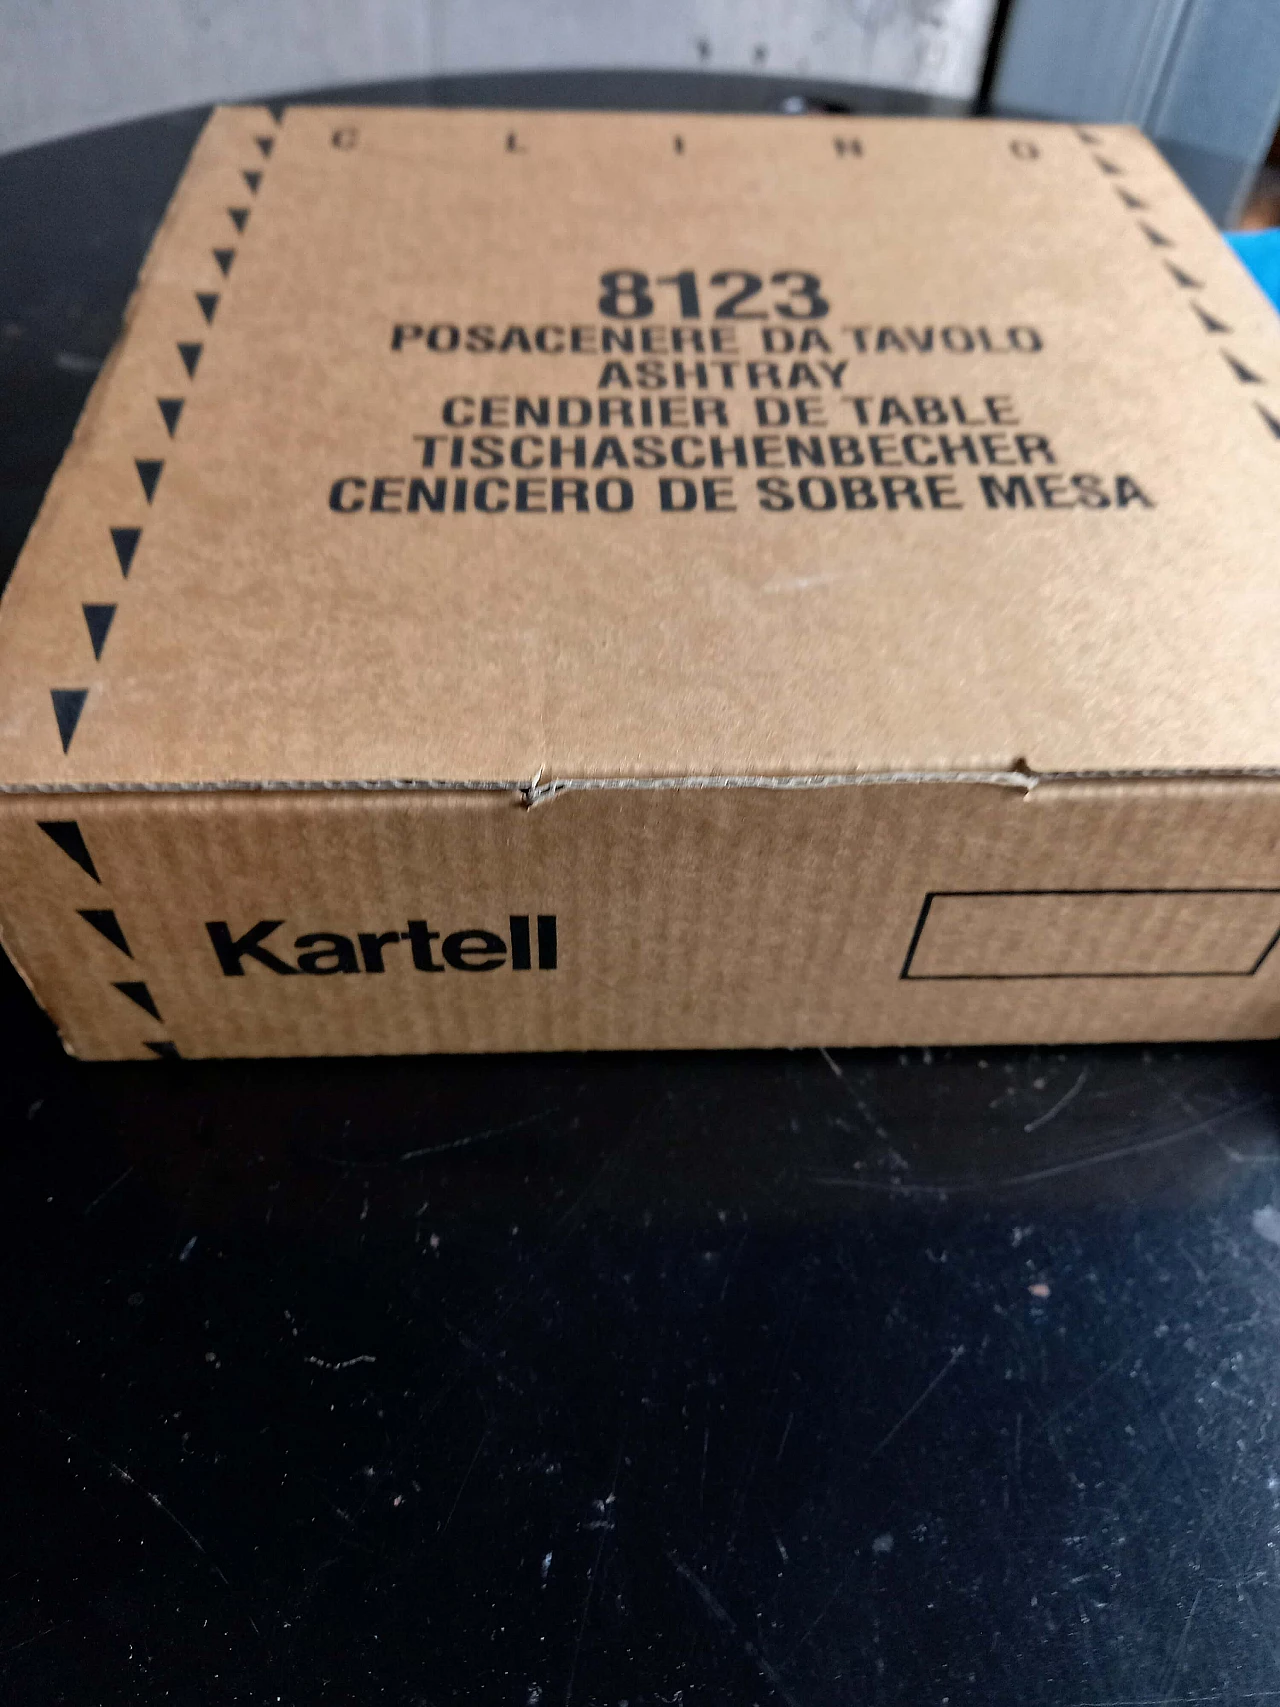 C L I N O
8123
POSACENERE DA TAVOLO
ASHTRAY
CENDRIER DE TABLE
TISCHASCHENBECHER
CENICERO DE SOBRE MESA
Kartell